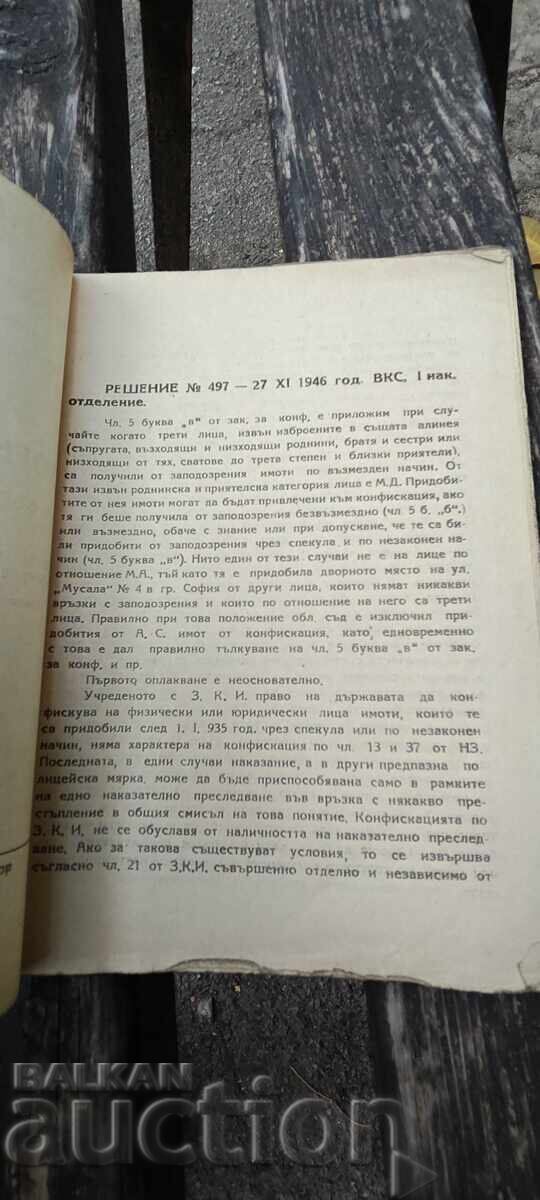 РЕШЕНИЕ № 497 — 27 XI 1946 год. ВКС, I нак.
отделение.
Чл. 5 буква „в“ от зак. за конф. е приложим при слу-
чайте когато трети лица, извън изброените в същата алинея
(съпругата, възходящи и низходящи роднини, братя и сестри или
низходящи от тях, сватове до трета степен и близки приятели),
са получили от заподозрения имоти по възмезден начин. От
тази извън роднинска и приятелска категория лица е М.Д. Придоби-
тите от нея имоти могат да бъдат привлечени към конфискация, ако
тя ги беше получила от заподозрения безвъзмездно (чл. 5 б. „б“.)
или възмездно, обаче с знание или при допускане, че те са би-
ли придобити от заподозрения чрез спекула и по незаконен на-
чин (чл. 5 буква „в“). Нито един от тези случаи не е на лице по
отношение М.А., тъй като тя е придобила дворното място на ул.
„Мусала“ № 4 в гр. София от други лица, които нямат никакви
връзки с заподозрения и които по отношение на него са трети
лица. Правилно при това положение обл. съд е изключил при-
добития от А. С. имот от конфискация, като едновременно
с това е дал правилно тълкуване на чл. 5 буква „в“ от зак.
за конф. и пр.
Първото оплакване е неоснователно.
Учреденото с З. К. И. право на държавата да кон-
фискува на физически или юридически лица имоти, които те
са придобили след 1. I. 935 год. чрез спекула или по незаконен
начин, няма характера на конфискация по чл. 13 и 37 от НЗ.
Последната, в едни случаи наказание, а в други предпазна по
лицейска мярка, може да бъде приспособявана само в рамките
на едно наказателно преследване във връзка с някакво пре-
стъпление в общия смисъл на това понятие. Конфискацията по
З. К. И. не се обуславя от наличността на наказателно преслед
ване. Ако за такова съществуват условия, то се извършва
съгласно чл. 21 от З.К.И. съвършенно отделно и независимо от
ор
BALKAN
auction